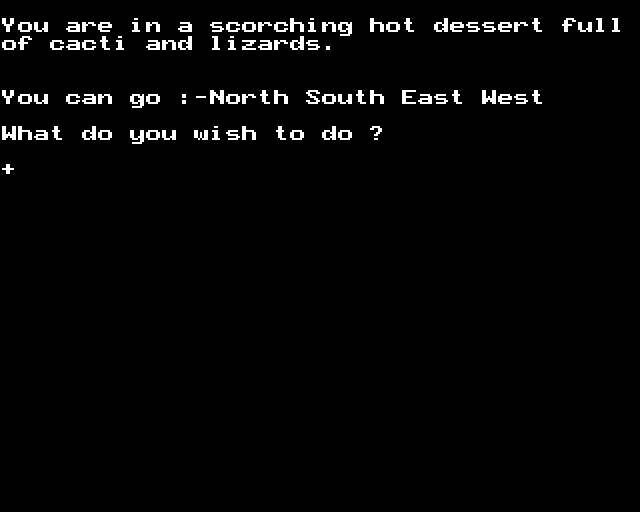 You are in a scorching hot dessert full
of cacti and lizards.
You can go :-North South East West
What do you wish to do ?
+